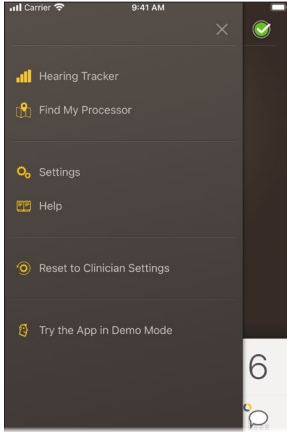 Carrier 9:41 AM
Hearing Tracker
Find My Processor
Settings
Help
Reset to Clinician Settings
Try the App in Demo Mode
6